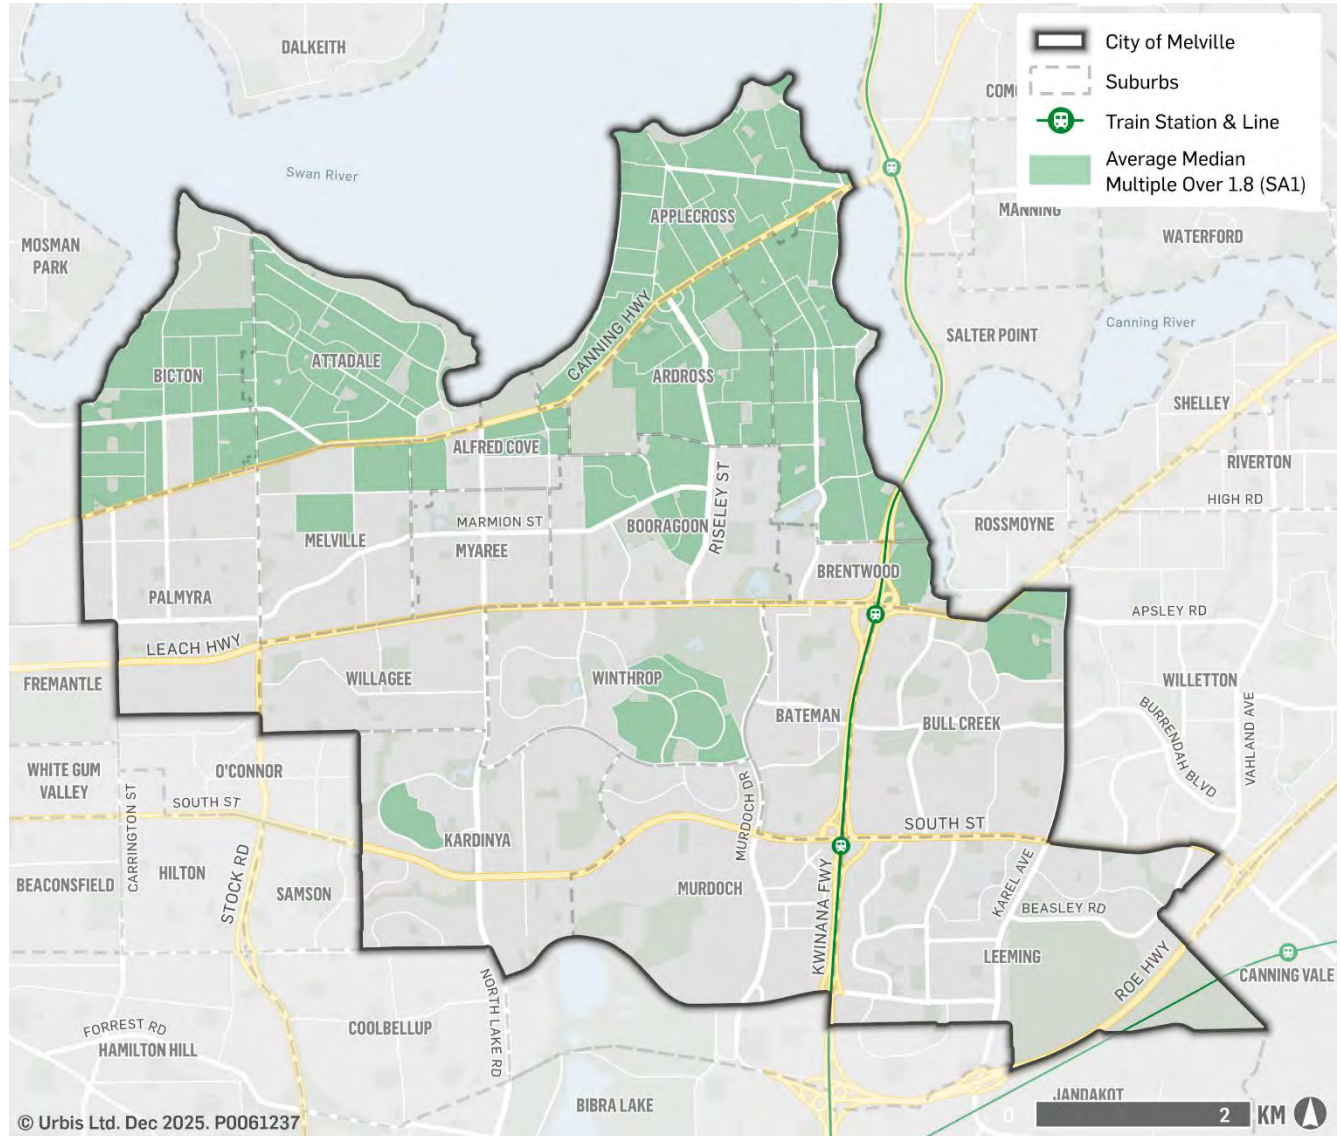 DALKEITH
City of Melville
Suburbs
Train Station & Line
Average Median
Multiple Over 1.8 (SA1)
COMO
Swan River
APPLECROSS
MANNING
WATERFORD
MOSMAN
PARK
CANNING HWY
Canning River
SALTER POINT
BICTON
ATTADALE
ARDROSS
SHELLEY
ALFRED COVE
RIVERTON
RISELEY ST
HIGH RD
MARMION ST
BOORAGOON
ROSSMOYNE
MELVILLE
MYAREE
BRENTWOOD
PALMYRA
APSLEY RD
LEACH HWY
FREMANTLE
WILLAGEE
WINTHROP
WILLETTON
BATEMAN
BULL CREEK
BURRENDAH BLVD
VAHLAND AVE
WHITE GUM
VALLEY
O'CONNOR
CARRINGTON ST
SOUTH ST
MURDOCH DR
SOUTH ST
KARDINYA
BEACONSFIELD
HILTON
STOCK RD
SAMSON
MURDOCH
KWINANA FWY
KAREL AVE
BEASLEY RD
LEEMING
ROE HWY
CANNING VALE
NORTH LAKE RD
FORREST RD
HAMILTON HILL
COOLBELLUP
BIBRA LAKE
JANDAKOT
© Urbis Ltd. Dec 2025. P0061237
0 2 KM